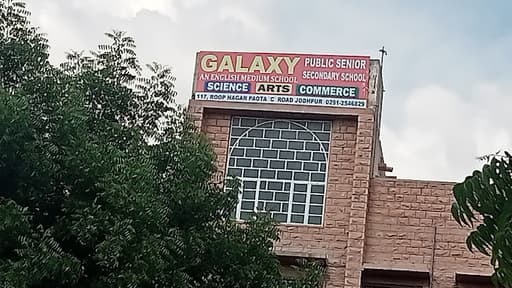 GALAXY PUBLIC SENIOR
AN ENGLISH MEDIUM SCHOOL SECONDARY SCHOOL
SCIENCE ARTS COMMERCE
117, ROOP NAGAR PAOTA 'C' ROAD JODHPUR 0291-2546829